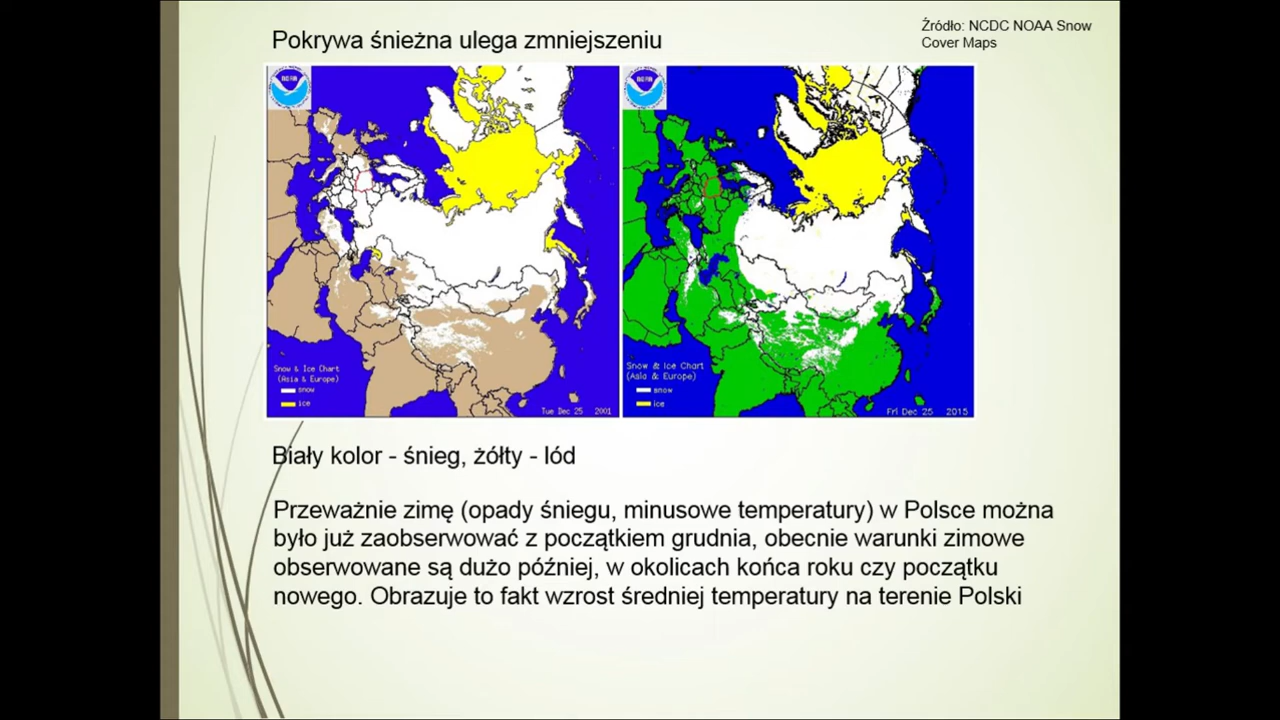 Źródło: NCDC NOAA Snow
Cover Maps
Pokrywa śnieżna ulega zmniejszeniu
Snow & Ice Chart
(Asia & Europe)
snow
ice
Tue Dec 25 2001
Snow & Ice Chart
(Asia & Europe)
snow
ice
Fri Dec 25 2015
Biały kolor - śnieg, żółty - lód
Przeważnie zimę (opady śniegu, minusowe temperatury) w Polsce można
było już zaobserwować z początkiem grudnia, obecnie warunki zimowe
obserwowane są dużo później, w okolicach końca roku czy początku
nowego. Obrazuje to fakt wzrost średniej temperatury na terenie Polski